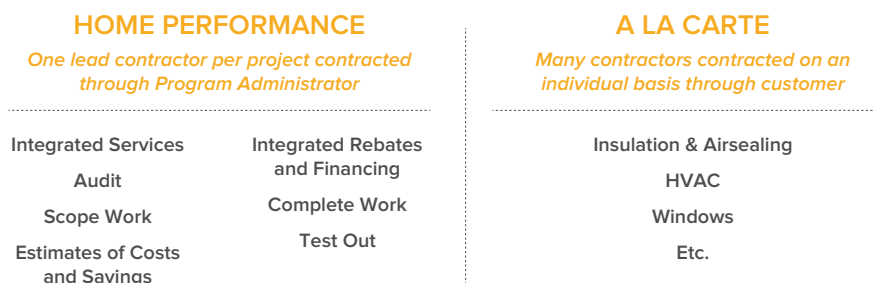 HOME PERFORMANCE
One lead contractor per project contracted
through Program Administrator
Integrated Services
Audit
Scope Work
Estimates of Costs
and Savings
Integrated Rebates
and Financing
Complete Work
Test Out
A LA CARTE
Many contractors contracted on an
individual basis through customer
Insulation & Airsealing
HVAC
Windows
Etc.